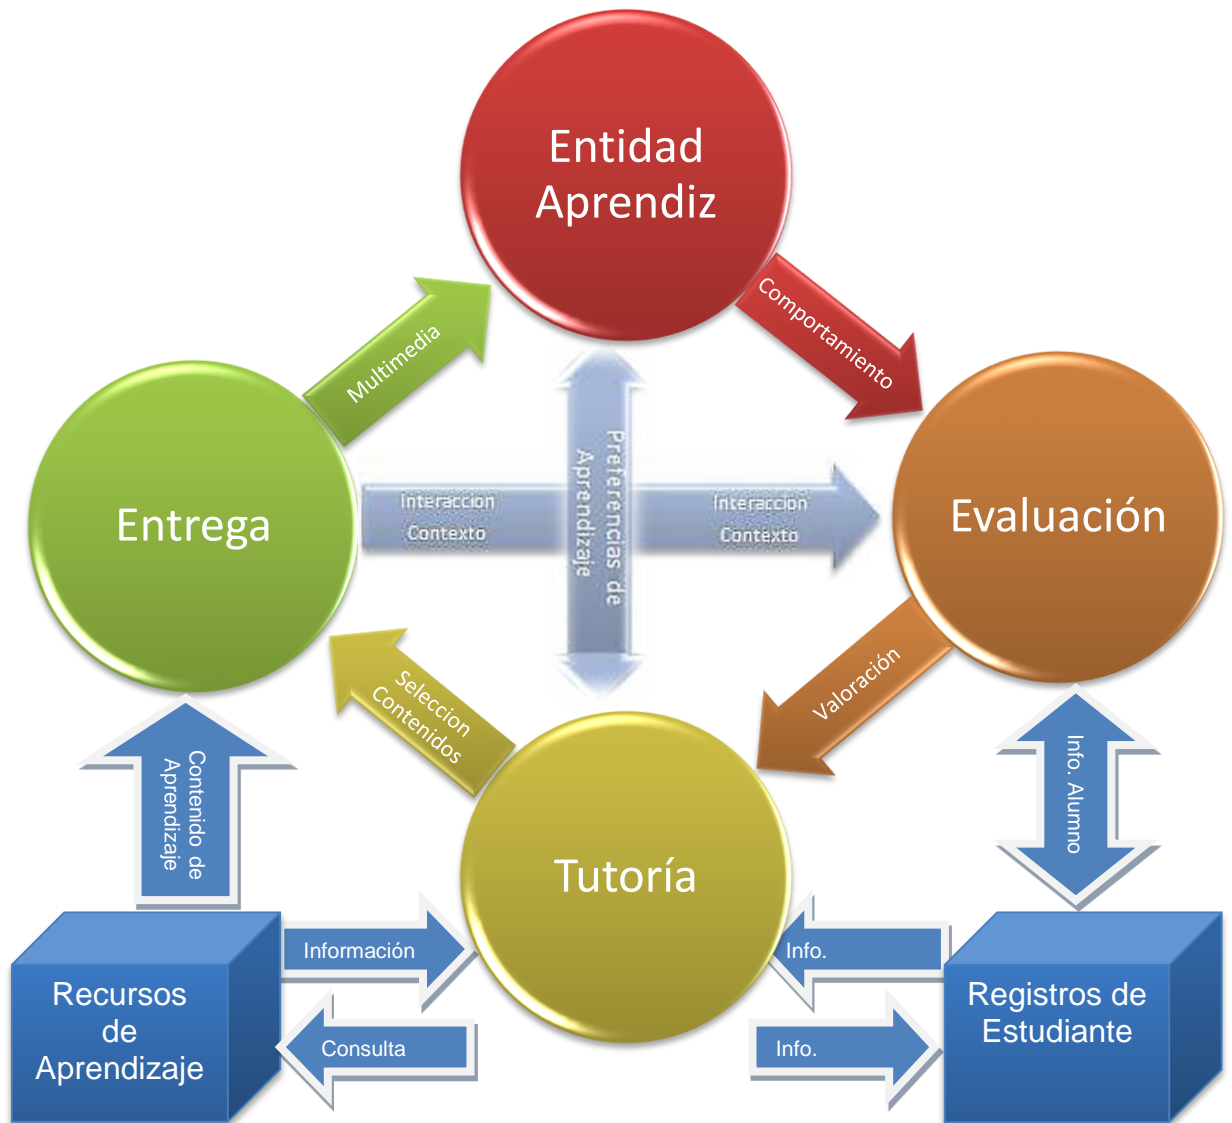 Entidad
Aprendiz
Multimedia
Comportamiento
Preferencias de
Aprendizaje
Entrega
Interaccion
Contexto
Interaccion
Contexto
Evaluación
Seleccion
Contenidos
Valoración
Contenido de
Aprendizaje
Info. Alumno
Tutoría
Recursos
de
Aprendizaje
Información
Consulta
Info.
Info.
Registros de
Estudiante